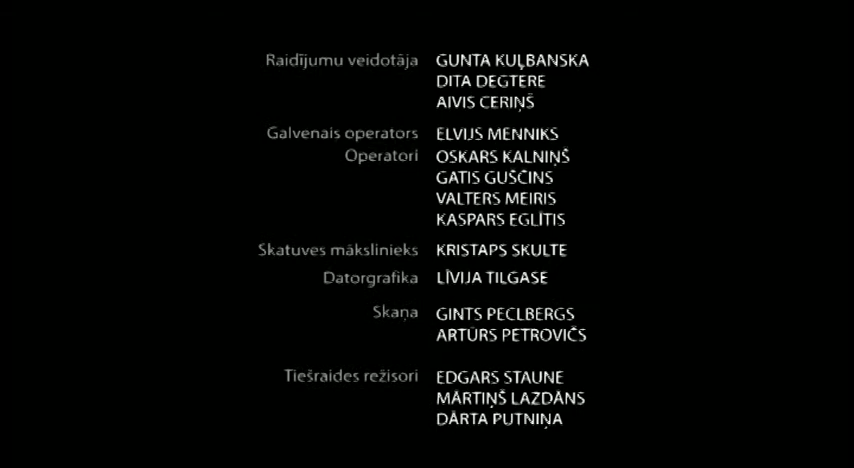 Raidījumu veidotāja GUNTA KUĻBANSKA
DITA DEGTERE
AIVIS CERIŅŠ
Galvenais operators ELVIJS MENNIKS
Operatori OSKARS KALNIŅŠ
GATIS GUŠČINS
VALTERS MEIRIS
KASPARS EGLĪTIS
Skatuves mākslinieks KRISTAPS SKULTE
Datorgrafika LĪVIJA TILGASE
Skaņa GINTS PECLBERGS
ARTŪRS PETROVIČS
Tiešraides režisori EDGARS STAUNE
MĀRTIŅŠ LAZDĀNS
DĀRTA PUTNIŅA